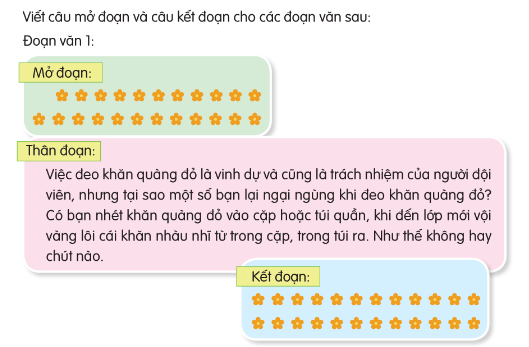 Viết câu mở đoạn và câu kết đoạn cho các đoạn văn sau:
Đoạn văn 1:
Mở đoạn:
Thân đoạn:
Việc đeo khăn quàng đỏ là vinh dự và cũng là trách nhiệm của người đội
viên, nhưng tại sao một số bạn lại ngại ngùng khi đeo khăn quàng đỏ?
Có bạn nhét khăn quàng đỏ vào cặp hoặc túi quần, khi đến lớp mới vội
vàng lôi cái khăn nhàu nhĩ từ trong cặp, trong túi ra. Như thế không hay
chút nào.
Kết đoạn: